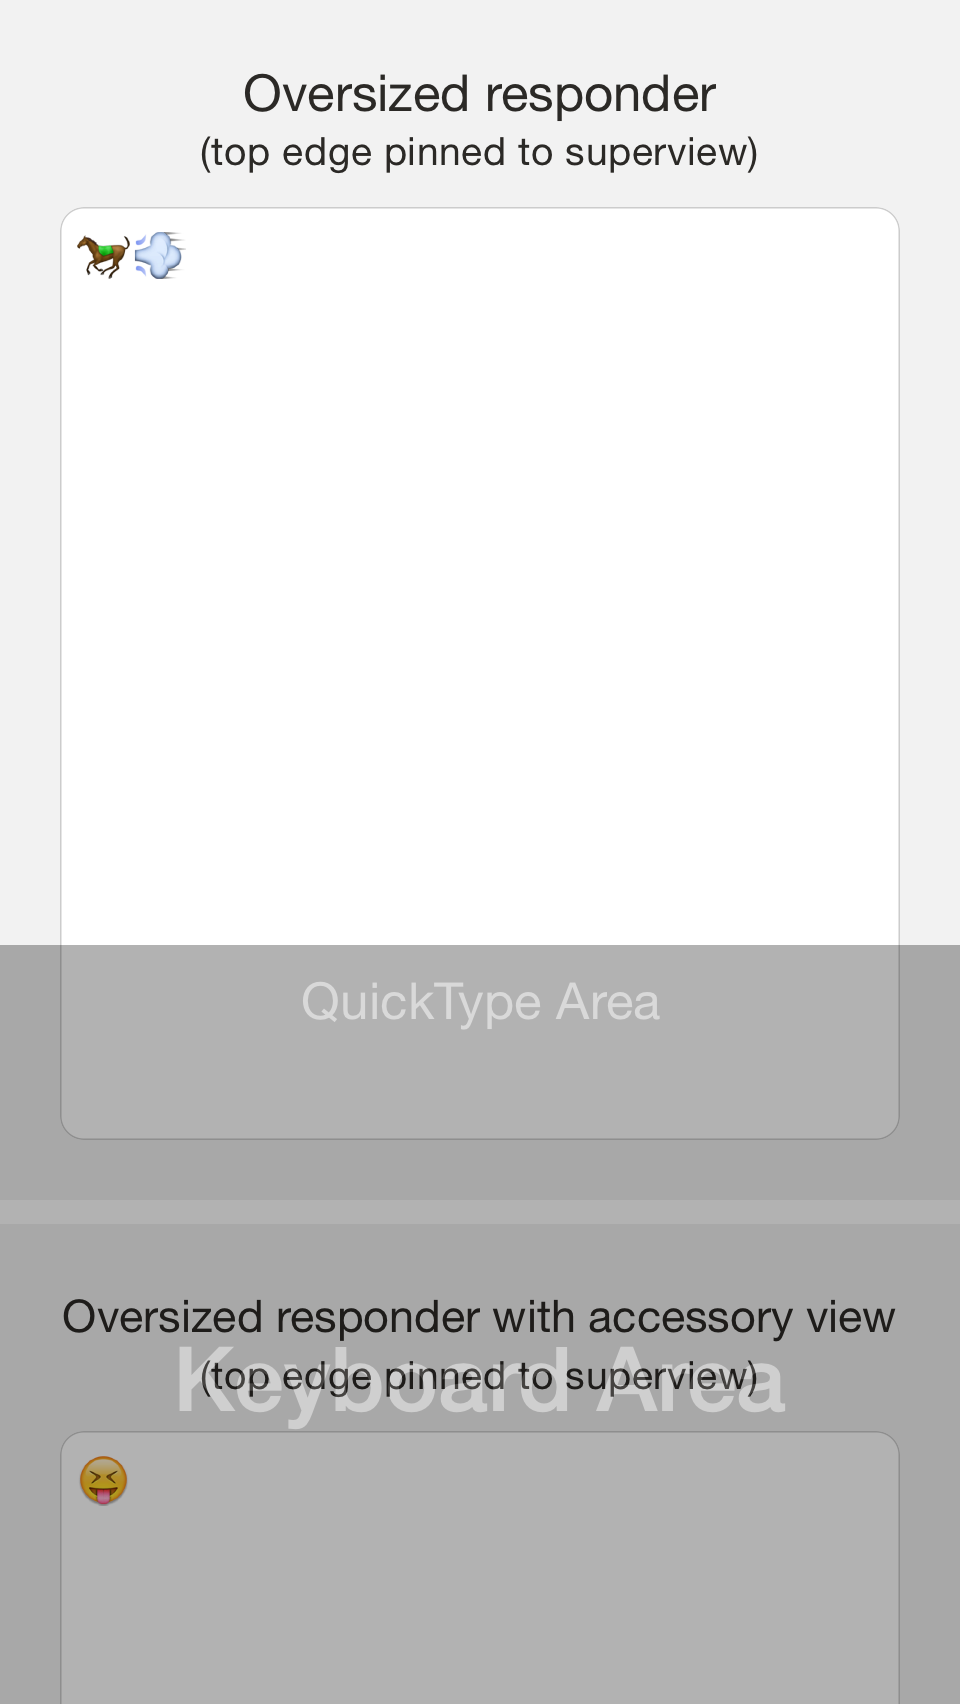 Oversized responder
(top edge pinned to superview)
🐎💨
QuickType Area
Oversized responder with accessory view
(top edge pinned to superview)
Keyboard Area
😝